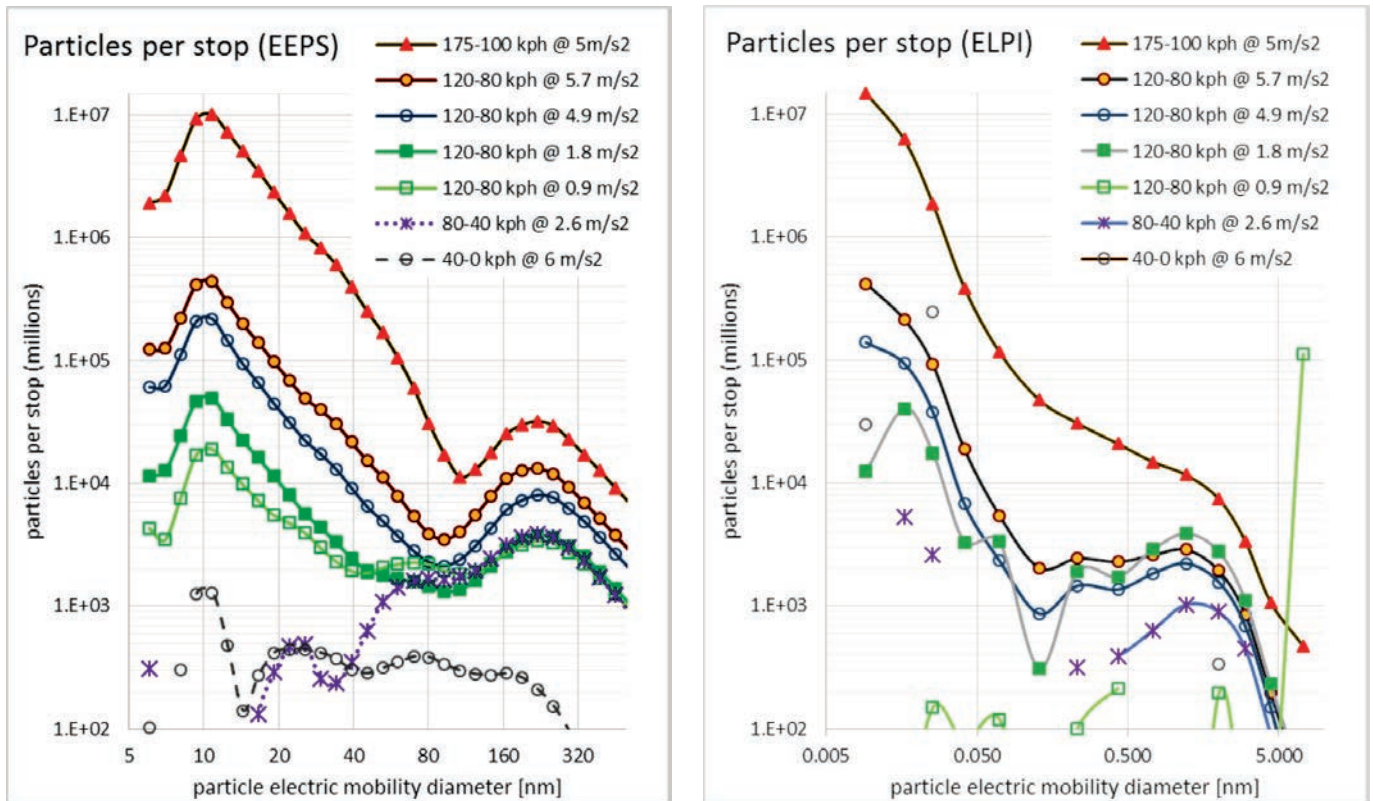 Particles per stop (EEPS)
175-100 kph @ 5m/s2
120-80 kph @ 5.7 m/s2
120-80 kph @ 4.9 m/s2
120-80 kph @ 1.8 m/s2
120-80 kph @ 0.9 m/s2
80-40 kph @ 2.6 m/s2
40-0 kph @ 6 m/s2
particles per stop (millions)
1.E+07
1.E+06
1.E+05
1.E+04
1.E+03
1.E+02
5 10 20 40 80 160 320
particle electric mobility diameter [nm]
Particles per stop (ELPI)
175-100 kph @ 5m/s2
120-80 kph @ 5.7 m/s2
120-80 kph @ 4.9 m/s2
120-80 kph @ 1.8 m/s2
120-80 kph @ 0.9 m/s2
80-40 kph @ 2.6 m/s2
40-0 kph @ 6 m/s2
particles per stop (millions)
1.E+07
1.E+06
1.E+05
1.E+04
1.E+03
1.E+02
0.005 0.050 0.500 5.000
particle electric mobility diameter [nm]